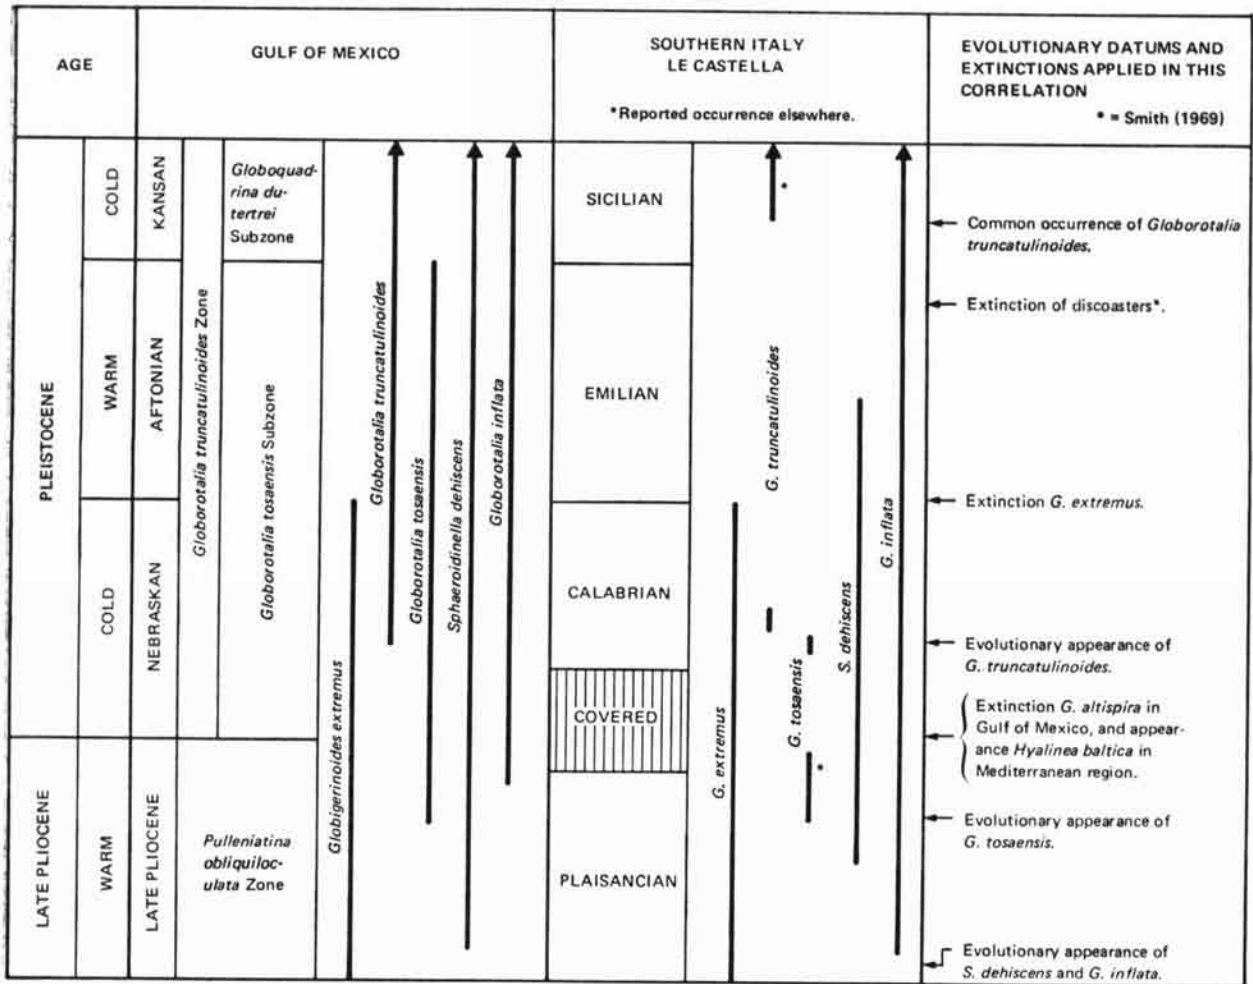 AGE
GULF OF MEXICO
SOUTHERN ITALY
LE CASTELLA
*Reported occurrence elsewhere.
EVOLUTIONARY DATUMS AND
EXTINCTIONS APPLIED IN THIS
CORRELATION
* = Smith (1969)
PLEISTOCENE
LATE PLIOCENE
COLD
WARM
COLD
WARM
KANSAN
AFTONIAN
NEBRASKAN
LATE PLIOCENE
Globorotalia truncatulinoides Zone
Globoquad-
rina du-
tertrei
Subzone
Globorotalia tosaensis Subzone
Pulleniatina
obliquiloc-
ulata Zone
Globigerinoides extremus
Globorotalia truncatulinoides
Globorotalia tosaensis
Sphaeroidinella dehiscens
Globorotalia inflata
SICILIAN
EMILIAN
CALABRIAN
COVERED
PLAISANCIAN
G. extremus
G. truncatulinoides
*
G. tosaensis
*
S. dehiscens
G. inflata
Common occurrence of Globorotalia
truncatulinoides.
Extinction of discoasters*.
Extinction G. extremus.
Evolutionary appearance of
G. truncatulinoides.
Extinction G. altispira in
Gulf of Mexico, and appear-
ance Hyalinea baltica in
Mediterranean region.
Evolutionary appearance of
G. tosaensis.
Evolutionary appearance of
S. dehiscens and G. inflata.